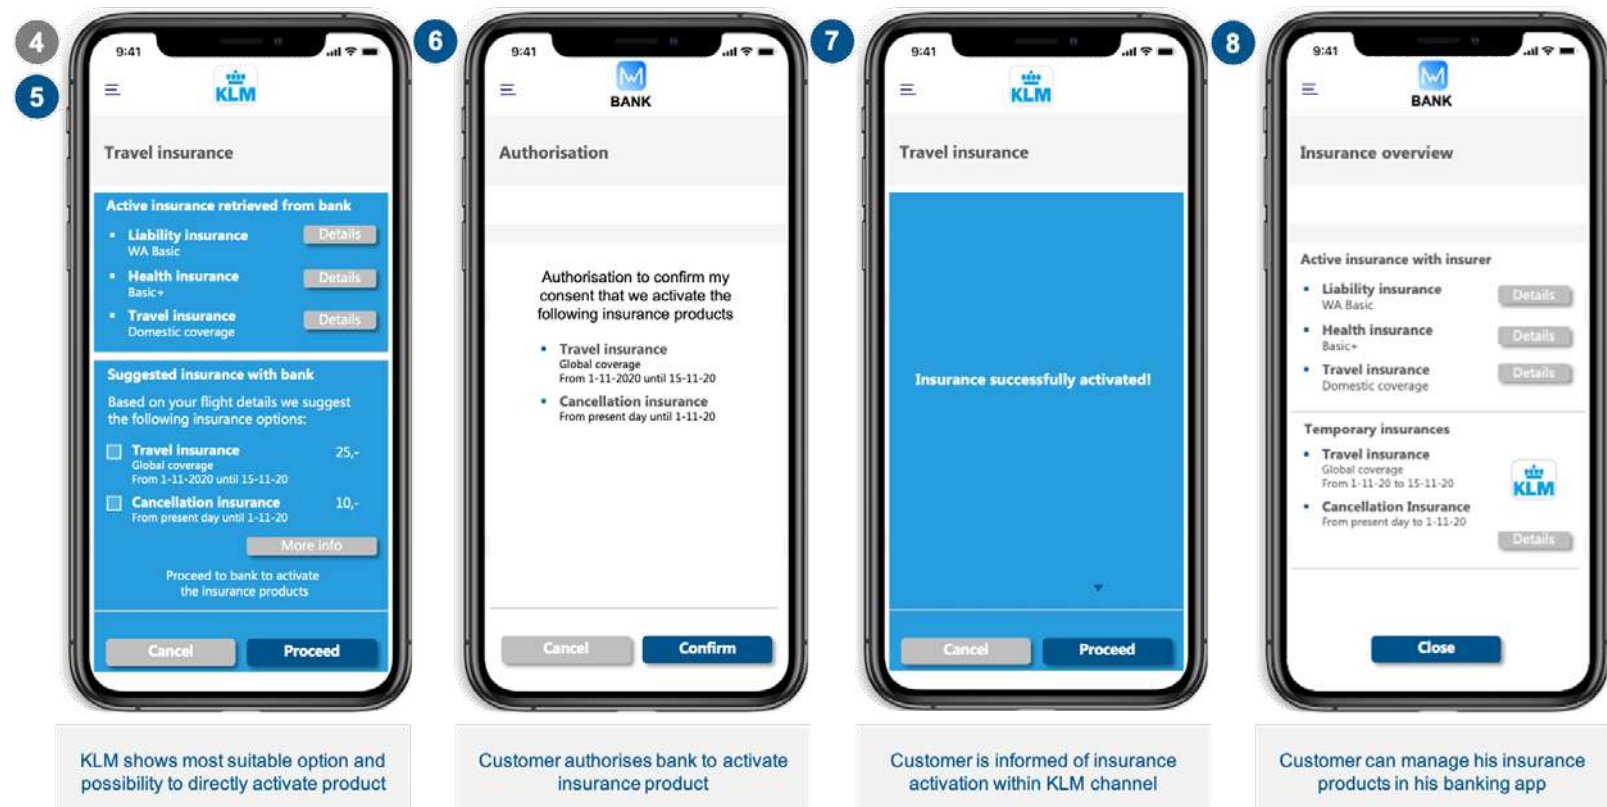 4
5
9:41
KLM
Travel insurance
Active insurance retrieved from bank
Liability insurance Details
WA Basic
Health insurance Details
Basic+
Travel insurance Details
Domestic coverage
Suggested insurance with bank
Based on your flight details we suggest
the following insurance options:
Travel insurance 25,-
Global coverage
From 1-11-2020 until 15-11-20
Cancellation insurance 10,-
From present day until 1-11-20
More info
Proceed to bank to activate
the insurance products
Cancel Proceed
KLM shows most suitable option and
possibility to directly activate product
6
9:41
BANK
Authorisation
Authorisation to confirm my
consent that we activate the
following insurance products
Travel insurance
Global coverage
From 1-11-2020 until 15-11-20
Cancellation insurance
From present day until 1-11-20
Cancel Confirm
Customer authorises bank to activate
insurance product
7
9:41
KLM
Travel insurance
Insurance successfully activated!
Cancel Proceed
Customer is informed of insurance
activation within KLM channel
8
9:41
BANK
Insurance overview
Active insurance with insurer
Liability insurance Details
WA Basic
Health insurance Details
Basic+
Travel insurance Details
Domestic coverage
Temporary insurances
Travel insurance
Global coverage
From 1-11-20 to 15-11-20
KLM
Cancellation Insurance
From present day to 1-11-20
Details
Close
Customer can manage his insurance
products in his banking app